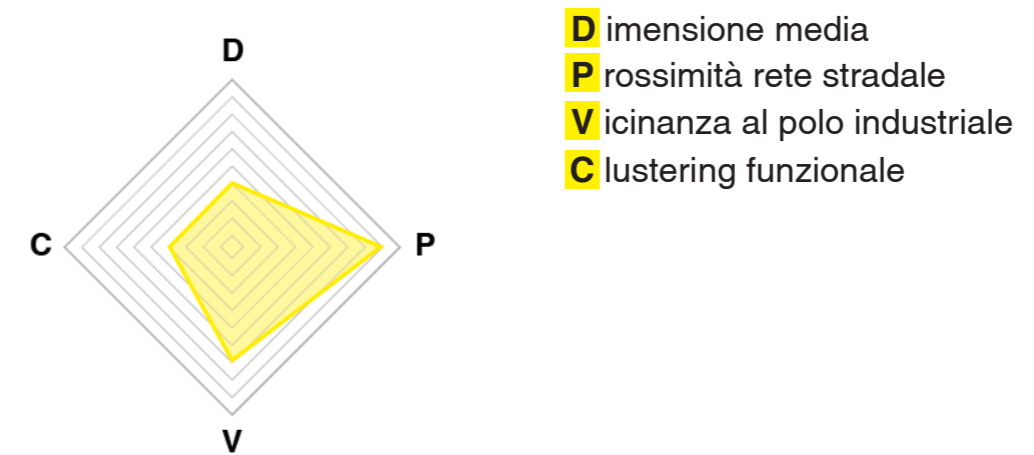 D
C
P
V
D imensione media
P rossimità rete stradale
V icinanza al polo industriale
C lustering funzionale